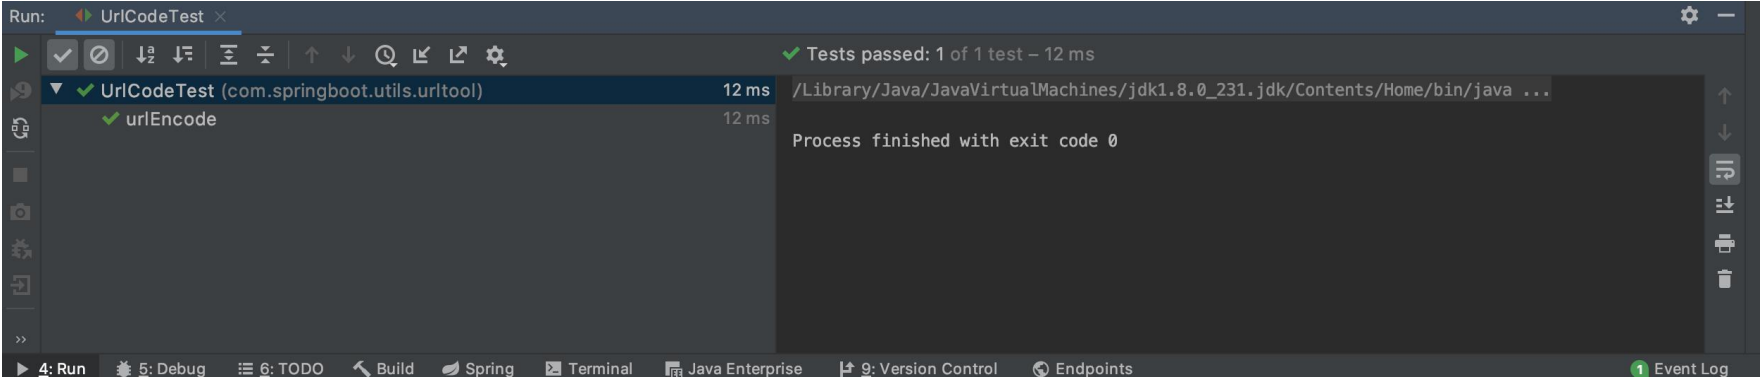 Run: UrlCodeTest
Tests passed: 1 of 1 test – 12 ms
UrlCodeTest (com.springboot.utils.urltool) 12 ms
urlEncode 12 ms
/Library/Java/JavaVirtualMachines/jdk1.8.0_231.jdk/Contents/Home/bin/java ...
Process finished with exit code 0
4: Run 5: Debug 6: TODO Build Spring Terminal Java Enterprise 9: Version Control Endpoints 1 Event Log